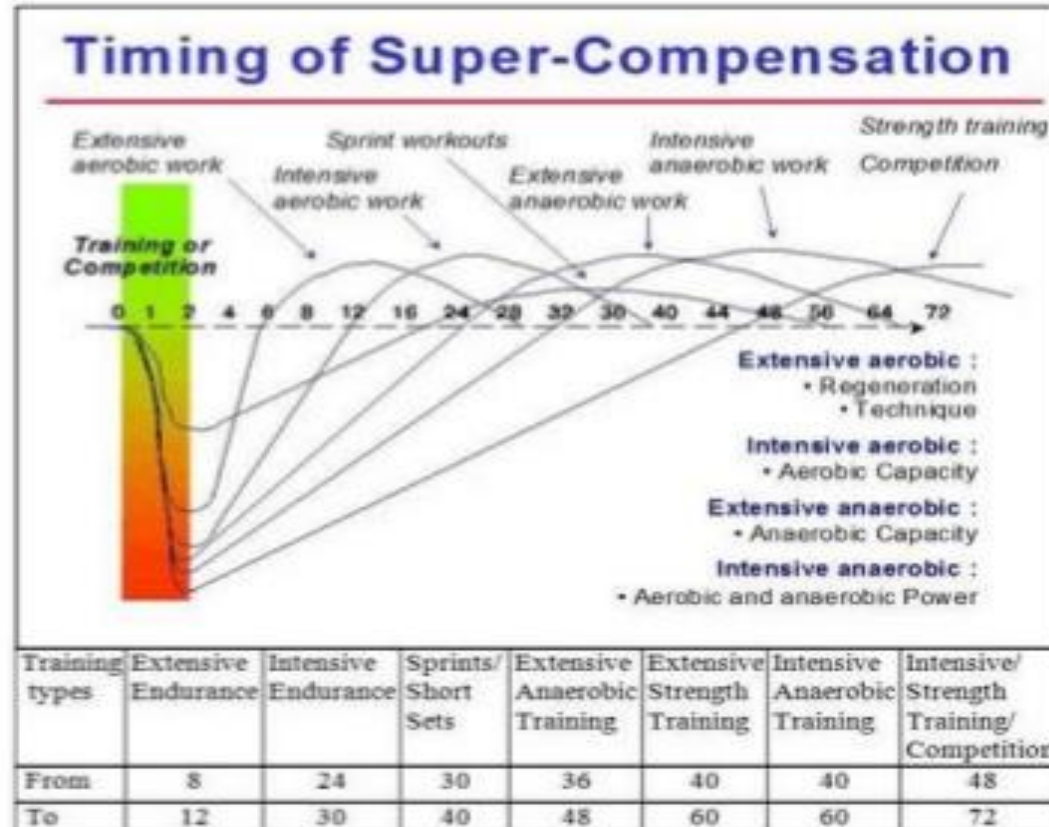 Timing of Super-Compensation
Extensive
aerobic work
Sprint workouts
Intensive
aerobic work
Extensive
anaerobic work
Intensive
anaerobic work
Strength training
Competition
Training or
Competition
0 1 2 4 6 8 12 16 24 28 32 30 40 44 48 56 64 72
Extensive aerobic :
• Regeneration
• Technique
Intensive aerobic :
• Aerobic Capacity
Extensive anaerobic :
• Anaerobic Capacity
Intensive anaerobic :
• Aerobic and anaerobic Power
Training types Extensive Endurance Intensive Endurance Sprints/ Short Sets Extensive Anaerobic Training Extensive Strength Training Intensive Anaerobic Training Intensive/ Strength Training/ Competition
From 8 24 30 36 40 40 48
To 12 30 40 48 60 60 72